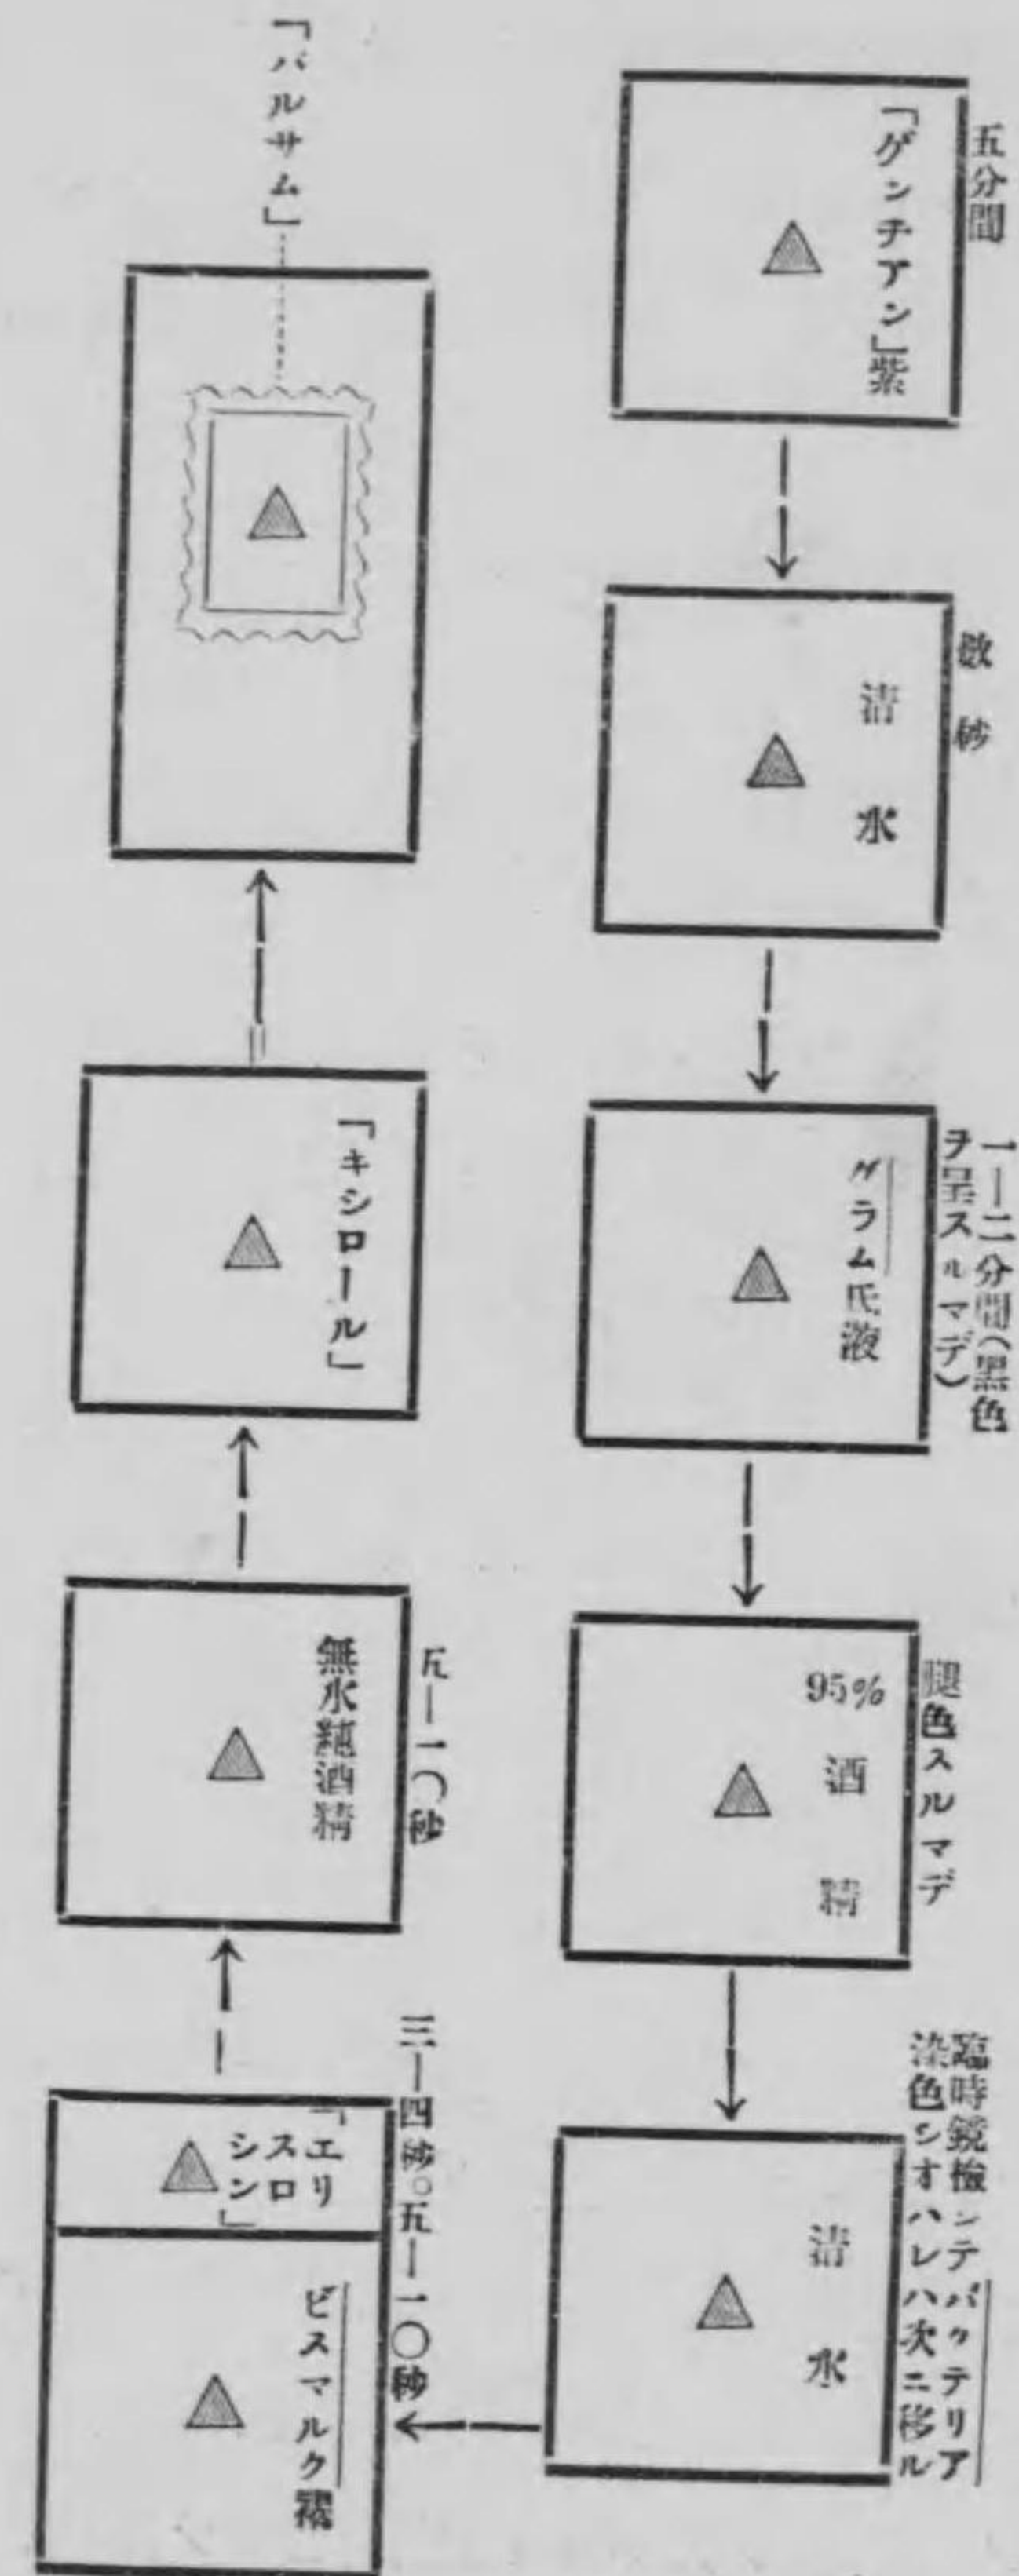 五分間
「ゲンチアン」紫
数秒
清水
一―二分間(黒色
ヲ呈スルマデ)
グラム氏液
腿色スルマデ
95%
酒精
臨時鏡檢シテバクテリア
染色シオハレハ次ニ移ル
清水
三―四秒。五―一〇秒
「エリ
スロ
シン」
ビスマルク褐
五―一〇秒
無水純酒精
「キシロール」
「バルサム」